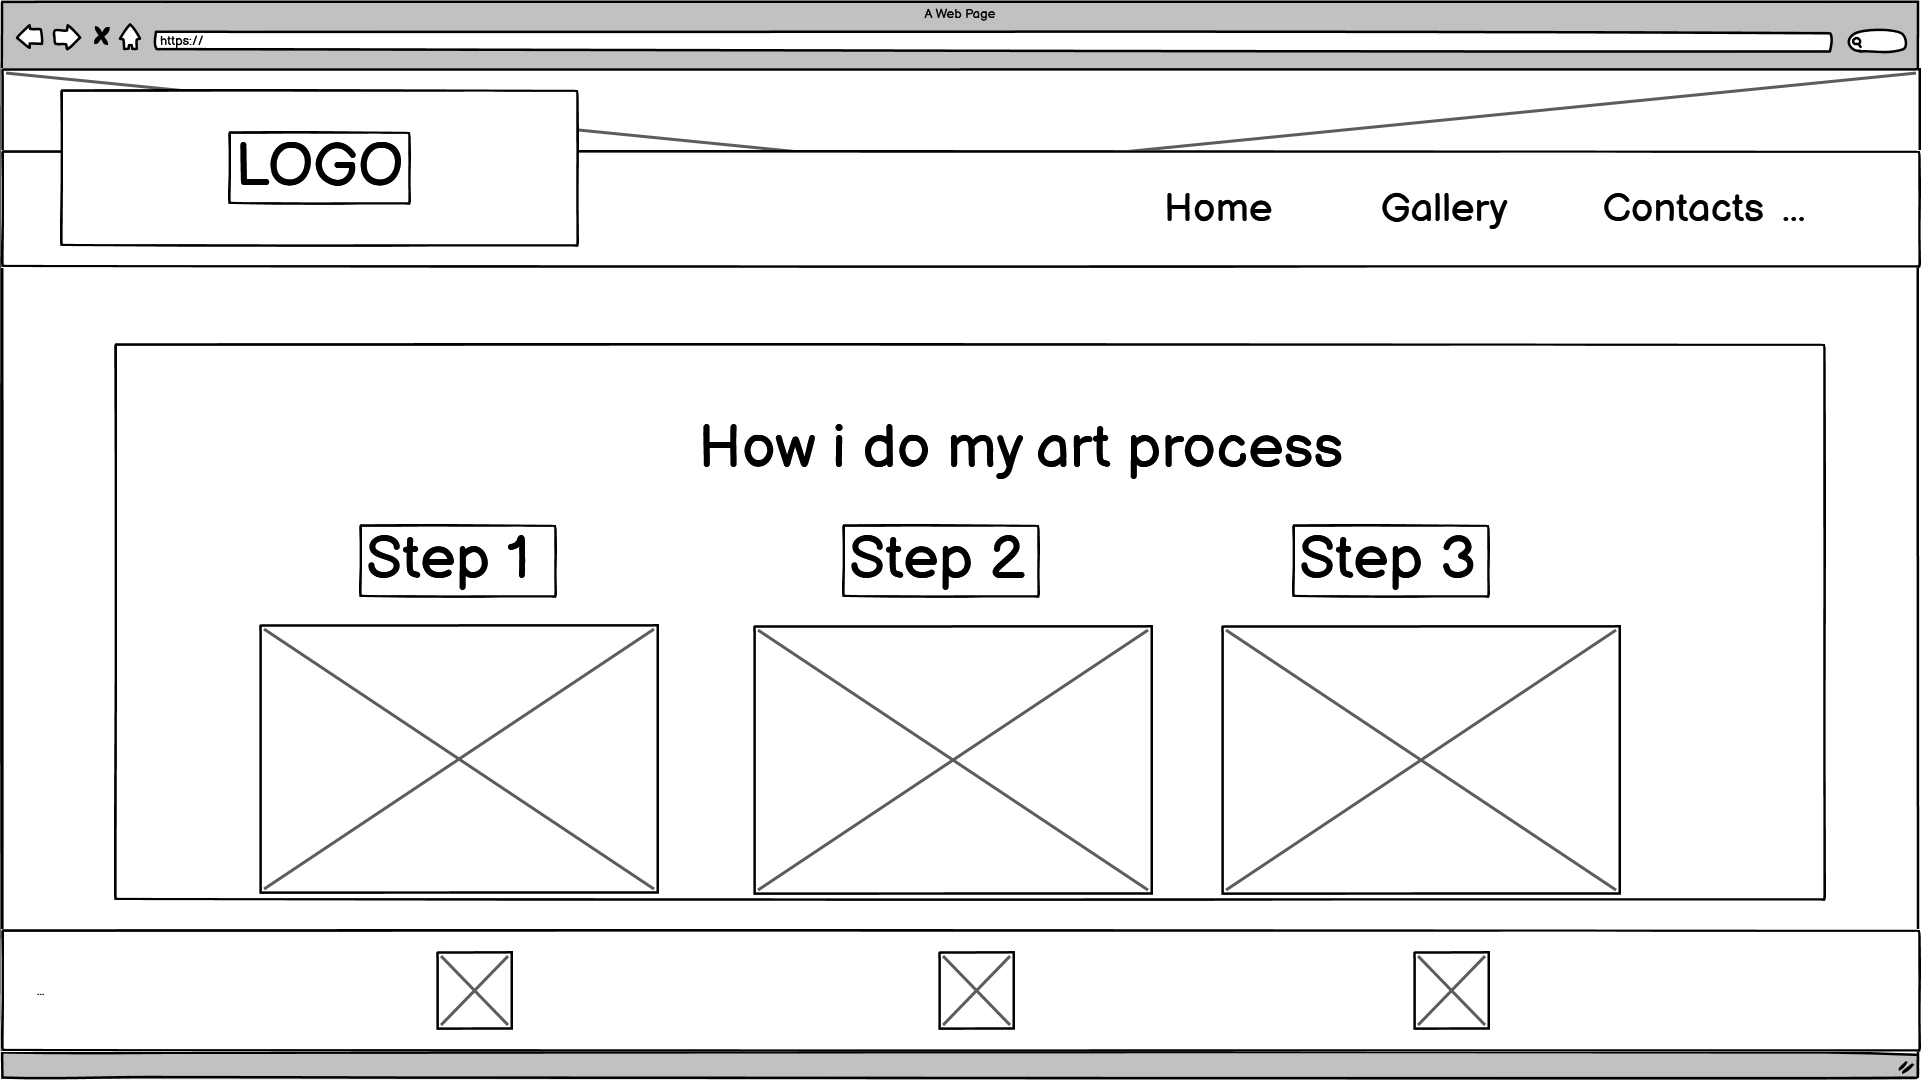 A Web Page
https://
LOGO
Home Gallery Contacts ...
How i do my art process
Step 1 Step 2 Step 3
...